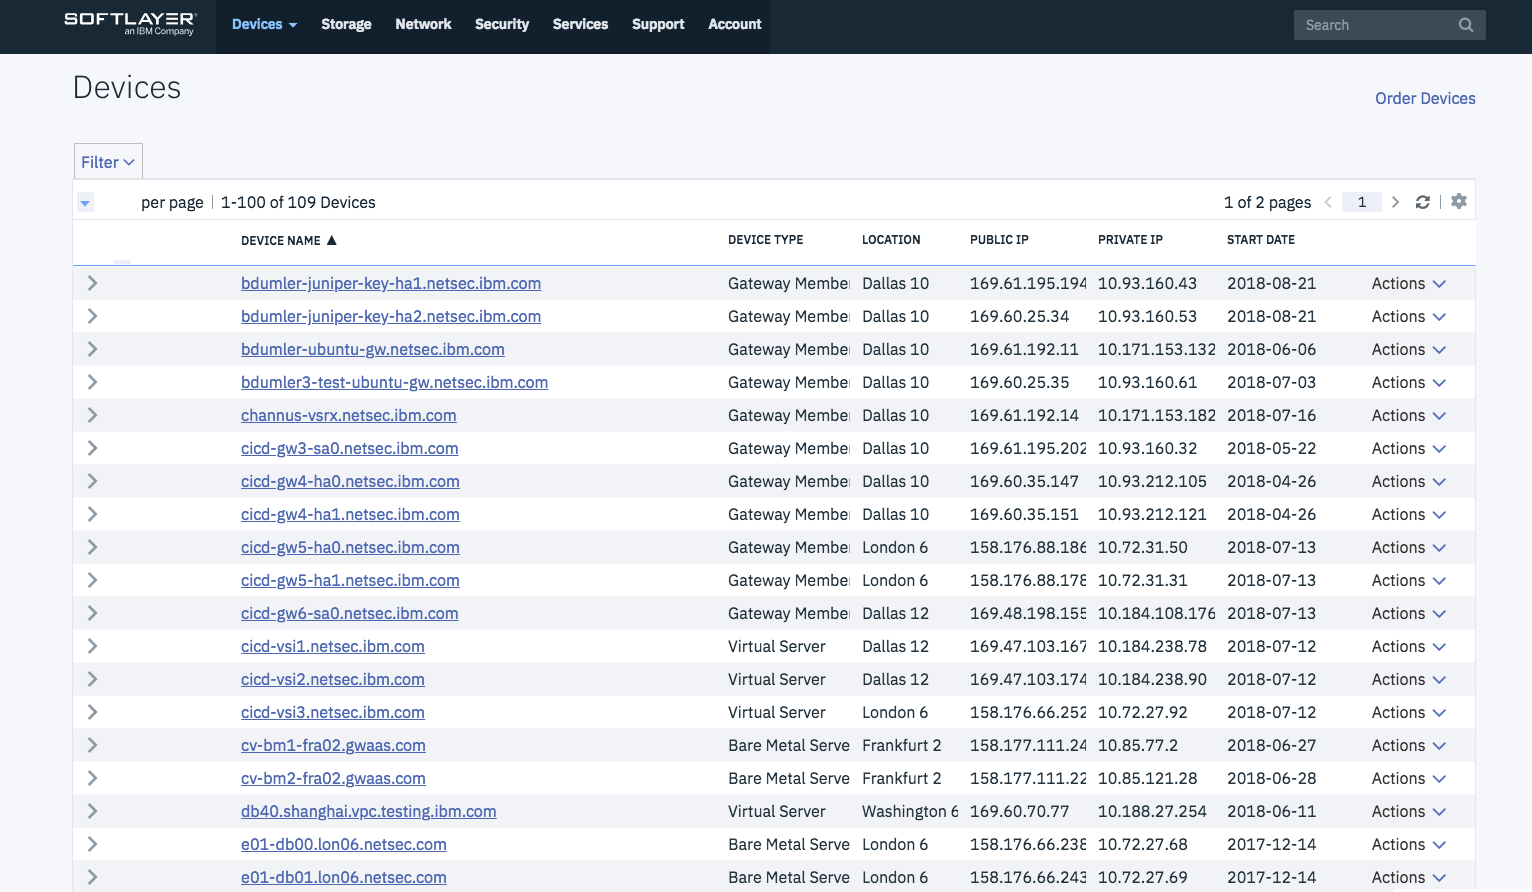 SOFTLAYER Devices Storage Network Security Services Support Account Search
an IBM Company
Devices
Order Devices
Filter
per page | 1-100 of 109 Devices 1 of 2 pages 1
DEVICE NAME ▲ DEVICE TYPE LOCATION PUBLIC IP PRIVATE IP START DATE
bdumler-juniper-key-ha1.netsec.ibm.com Gateway Member Dallas 10 169.61.195.194 10.93.160.43 2018-08-21 Actions
bdumler-juniper-key-ha2.netsec.ibm.com Gateway Member Dallas 10 169.60.25.34 10.93.160.53 2018-08-21 Actions
bdumler-ubuntu-gw.netsec.ibm.com Gateway Member Dallas 10 169.61.192.11 10.171.153.132 2018-06-06 Actions
bdumler3-test-ubuntu-gw.netsec.ibm.com Gateway Member Dallas 10 169.60.25.35 10.93.160.61 2018-07-03 Actions
channus-vsrx.netsec.ibm.com Gateway Member Dallas 10 169.61.192.14 10.171.153.182 2018-07-16 Actions
cicd-gw3-sa0.netsec.ibm.com Gateway Member Dallas 10 169.61.195.202 10.93.160.32 2018-05-22 Actions
cicd-gw4-ha0.netsec.ibm.com Gateway Member Dallas 10 169.60.35.147 10.93.212.105 2018-04-26 Actions
cicd-gw4-ha1.netsec.ibm.com Gateway Member Dallas 10 169.60.35.151 10.93.212.121 2018-04-26 Actions
cicd-gw5-ha0.netsec.ibm.com Gateway Member London 6 158.176.88.186 10.72.31.50 2018-07-13 Actions
cicd-gw5-ha1.netsec.ibm.com Gateway Member London 6 158.176.88.178 10.72.31.31 2018-07-13 Actions
cicd-gw6-sa0.netsec.ibm.com Gateway Member Dallas 12 169.48.198.155 10.184.108.176 2018-07-13 Actions
cicd-vsi1.netsec.ibm.com Virtual Server Dallas 12 169.47.103.167 10.184.238.78 2018-07-12 Actions
cicd-vsi2.netsec.ibm.com Virtual Server Dallas 12 169.47.103.174 10.184.238.90 2018-07-12 Actions
cicd-vsi3.netsec.ibm.com Virtual Server London 6 158.176.66.252 10.72.27.92 2018-07-12 Actions
cv-bm1-fra02.gwaas.com Bare Metal Serve Frankfurt 2 158.177.111.24 10.85.77.2 2018-06-27 Actions
cv-bm2-fra02.gwaas.com Bare Metal Serve Frankfurt 2 158.177.111.22 10.85.121.28 2018-06-28 Actions
db40.shanghai.vpc.testing.ibm.com Virtual Server Washington 6 169.60.70.77 10.188.27.254 2018-06-11 Actions
e01-db00.lon06.netsec.com Bare Metal Serve London 6 158.176.66.238 10.72.27.68 2017-12-14 Actions
e01-db01.lon06.netsec.com Bare Metal Serve London 6 158.176.66.243 10.72.27.69 2017-12-14 Actions